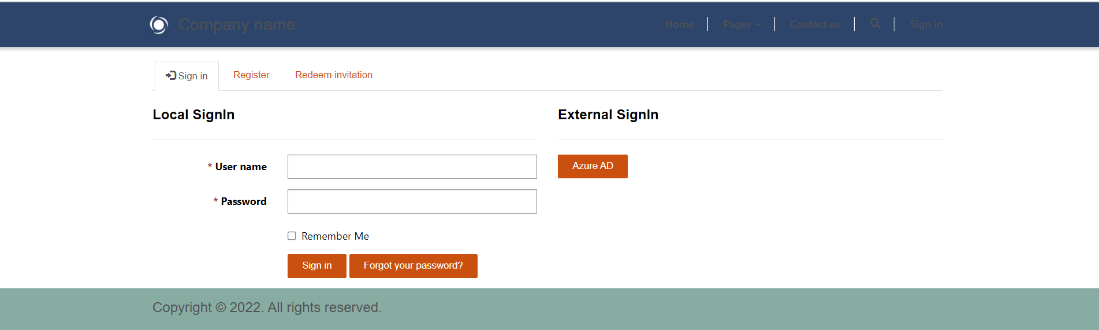 Company name
Home Pages Contact us Sign in
Sign in Register Redeem invitation
Local SignIn
External SignIn
* User name
Azure AD
* Password
Remember Me
Sign in Forgot your password?
Copyright © 2022. All rights reserved.